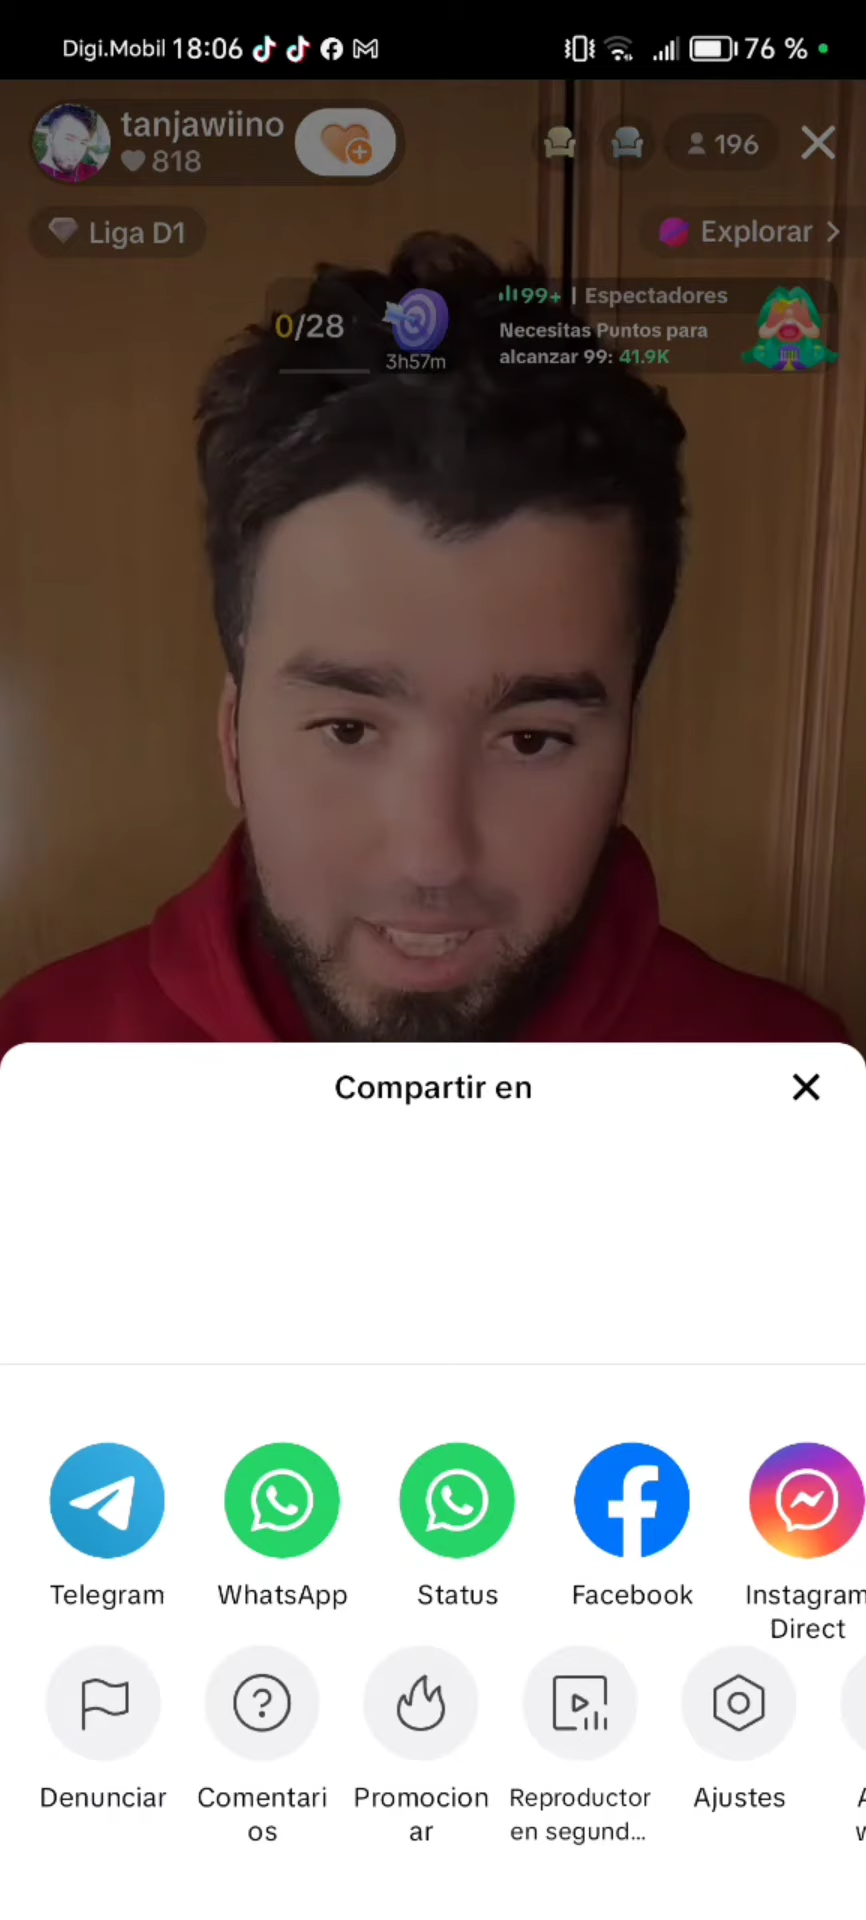 Digi.Mobil 18:06 76 %
tanjawiino
818
196
Liga D1
Explorar >
99+ | Espectadores
0/28
Necesitas Puntos para
alcanzar 99: 41.9K
3h57m
Compartir en
Telegram
WhatsApp
Status
Facebook
Instagram
Direct
Denunciar
Comentari
os
Promocion
ar
Reproductor
en segund...
Ajustes